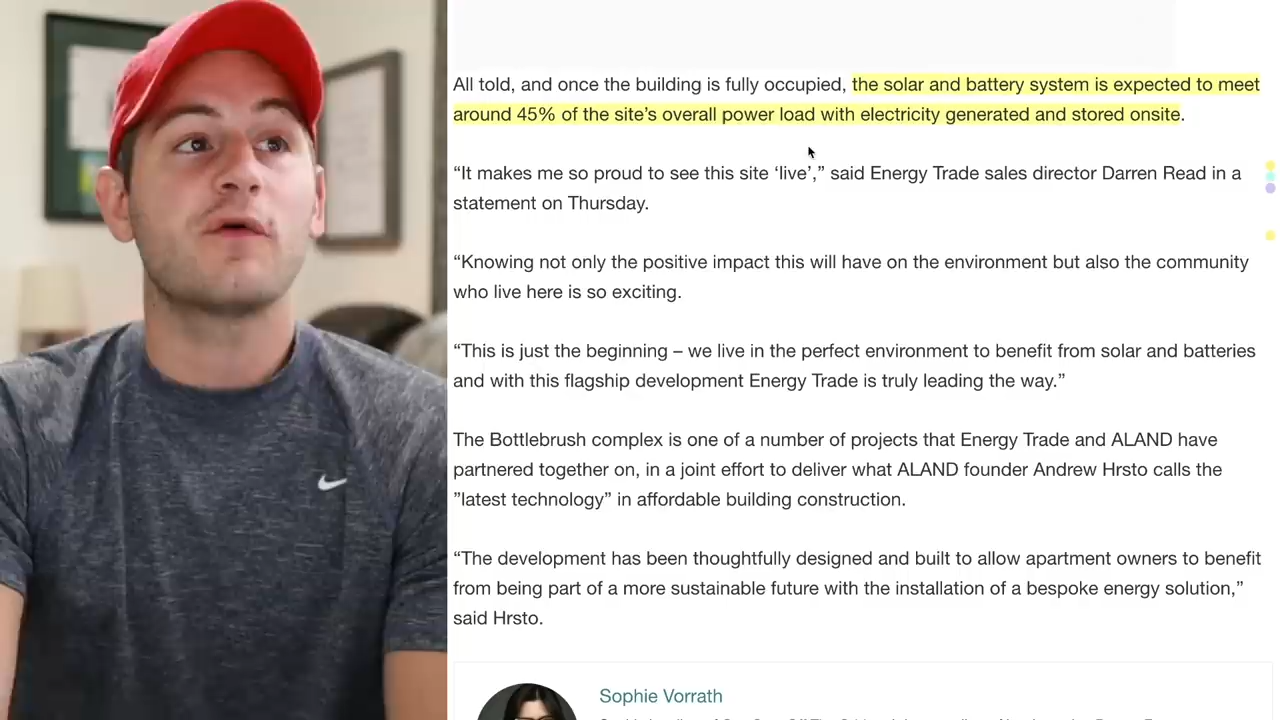 All told, and once the building is fully occupied, the solar and battery system is expected to meet
around 45% of the site’s overall power load with electricity generated and stored onsite.
“It makes me so proud to see this site ‘live’,” said Energy Trade sales director Darren Read in a
statement on Thursday.
“Knowing not only the positive impact this will have on the environment but also the community
who live here is so exciting.
“This is just the beginning – we live in the perfect environment to benefit from solar and batteries
and with this flagship development Energy Trade is truly leading the way.”
The Bottlebrush complex is one of a number of projects that Energy Trade and ALAND have
partnered together on, in a joint effort to deliver what ALAND founder Andrew Hrsto calls the
”latest technology” in affordable building construction.
“The development has been thoughtfully designed and built to allow apartment owners to benefit
from being part of a more sustainable future with the installation of a bespoke energy solution,”
said Hrsto.
Sophie Vorrath